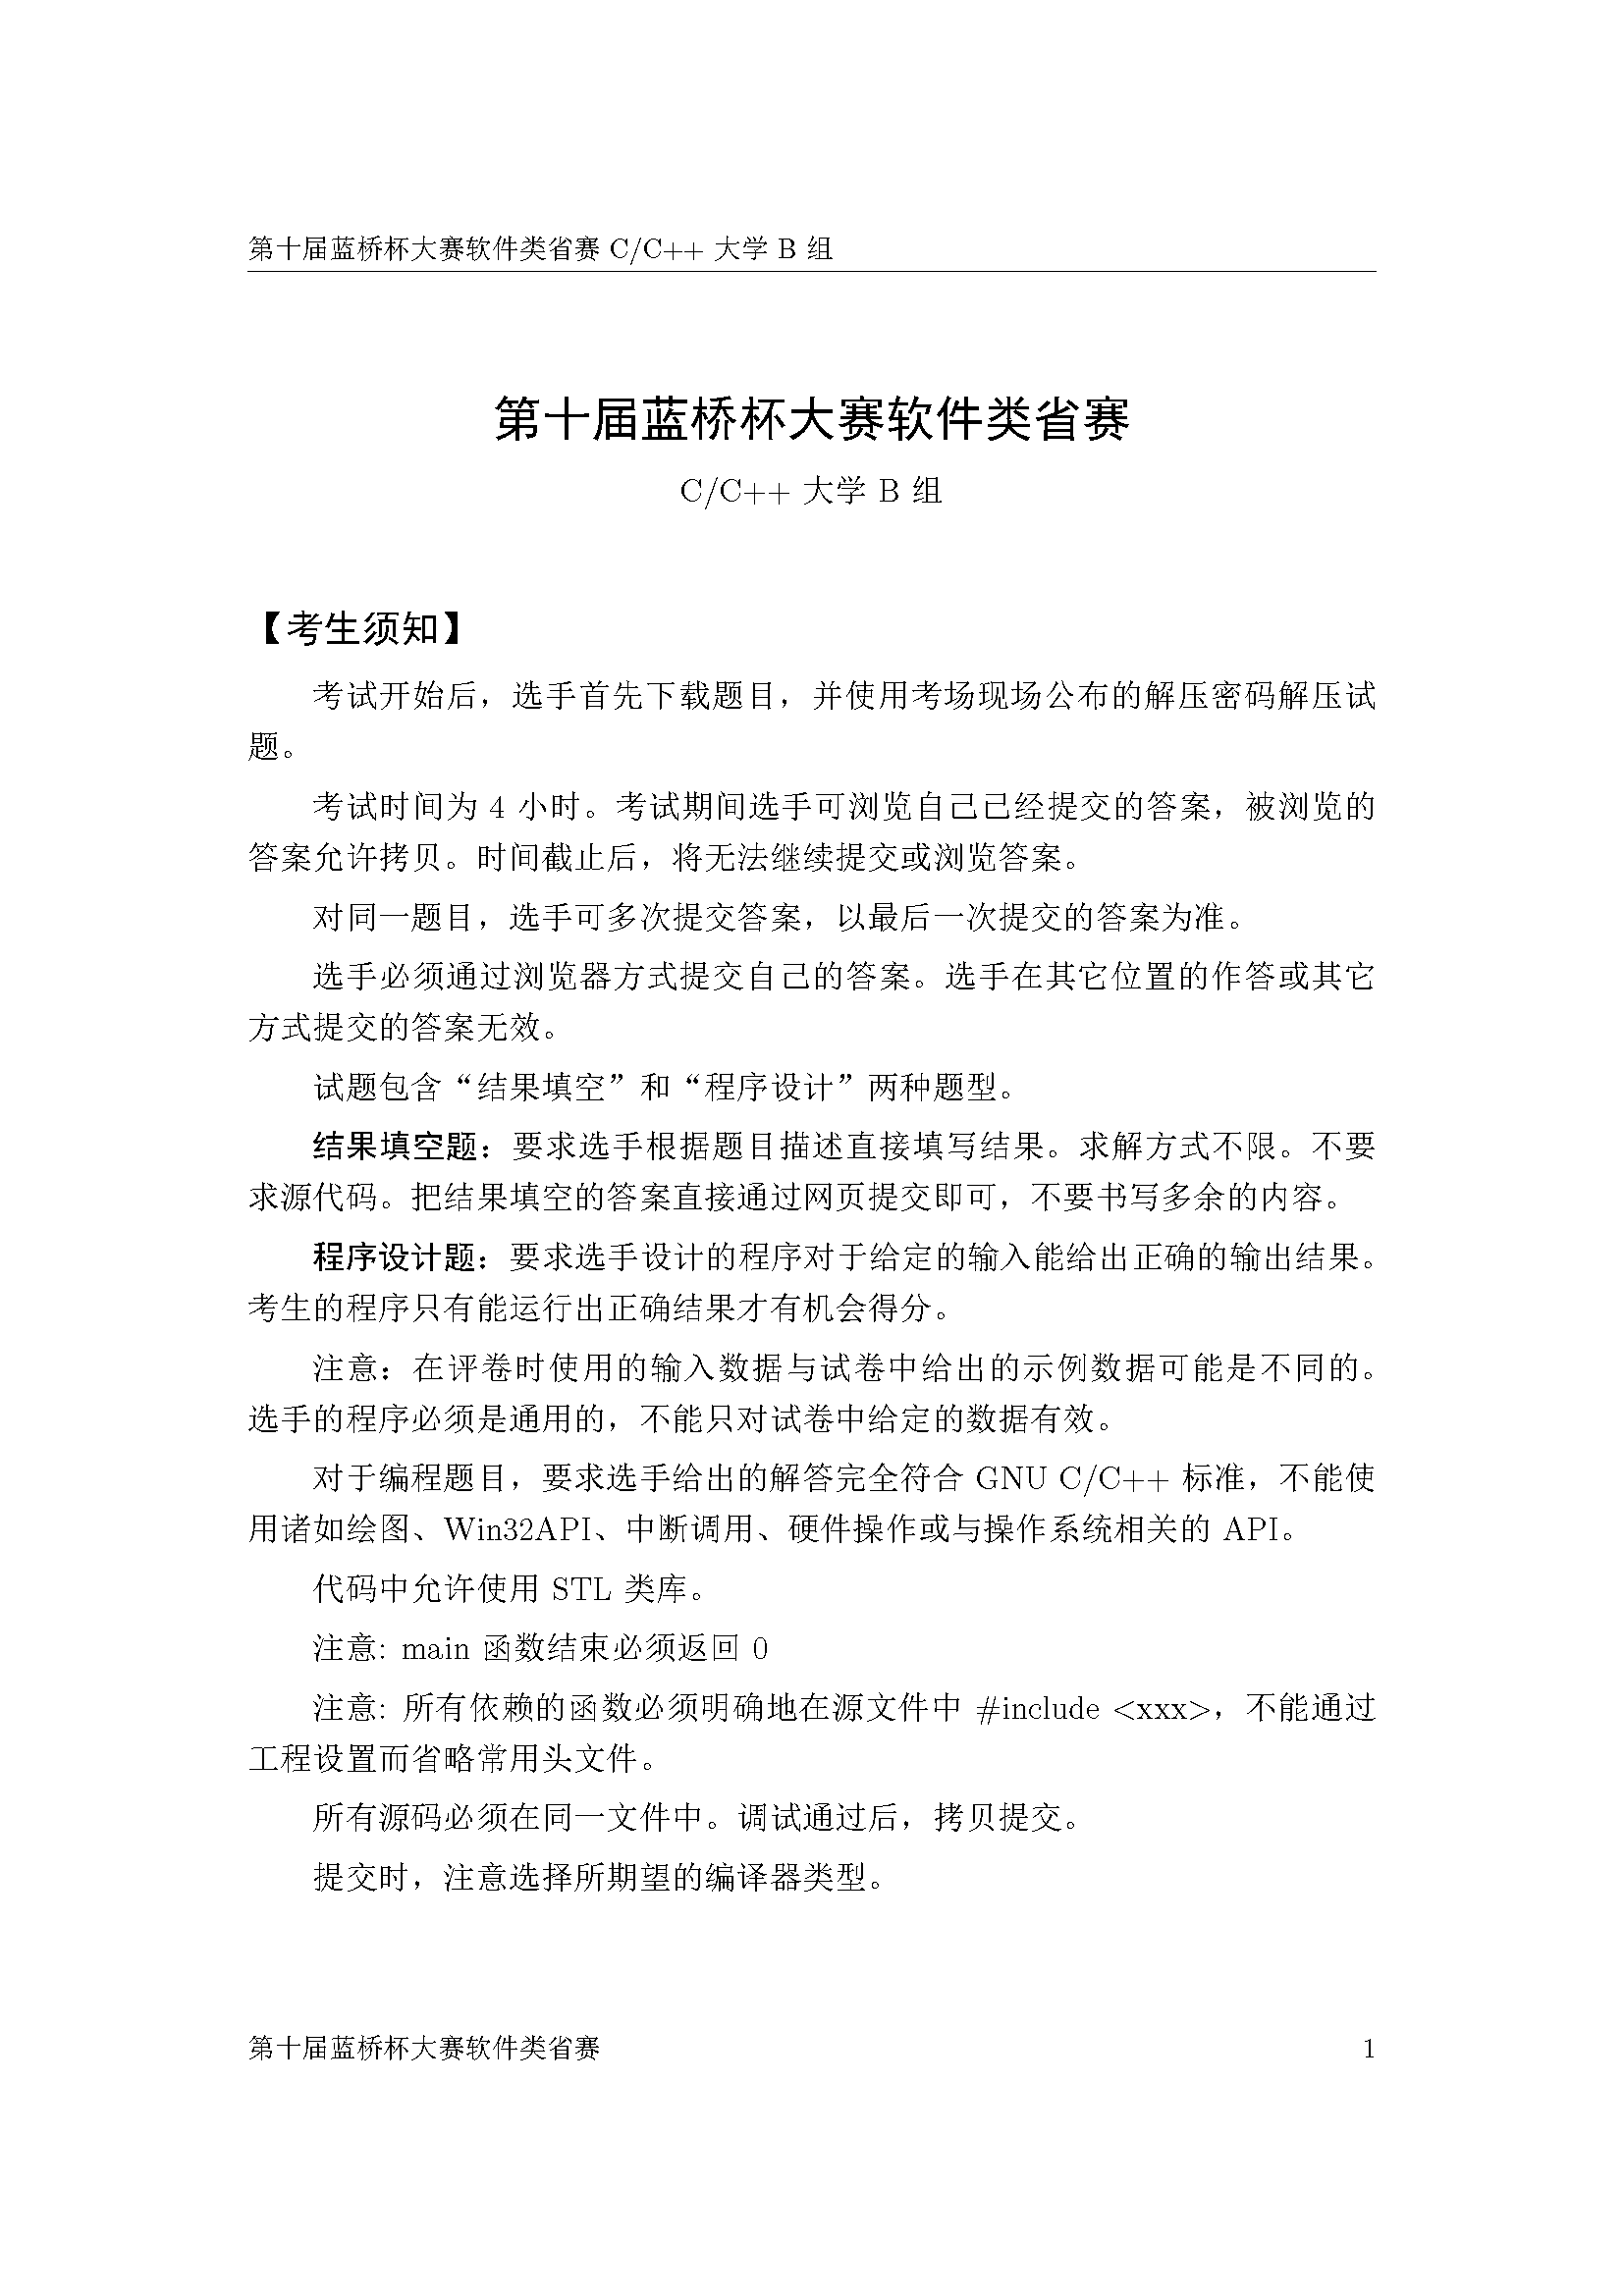 第十届蓝桥杯大赛软件类省赛 C/C++ 大学 B 组
第十届蓝桥杯大赛软件类省赛
C/C++ 大学 B 组
【考生须知】
考试开始后，选手首先下载题目，并使用考场现场公布的解压密码解压试
题。
考试时间为 4 小时。考试期间选手可浏览自己已经提交的答案，被浏览的
答案允许拷贝。时间截止后，将无法继续提交或浏览答案。
对同一题目，选手可多次提交答案，以最后一次提交的答案为准。
选手必须通过浏览器方式提交自己的答案。选手在其它位置的作答或其它
方式提交的答案无效。
试题包含“结果填空”和“程序设计”两种题型。
结果填空题：要求选手根据题目描述直接填写结果。求解方式不限。不要
求源代码。把结果填空的答案直接通过网页提交即可，不要书写多余的内容。
程序设计题：要求选手设计的程序对于给定的输入能给出正确的输出结果。
考生的程序只有能运行出正确结果才有机会得分。
注意：在评卷时使用的输入数据与试卷中给出的示例数据可能是不同的。
选手的程序必须是通用的，不能只对试卷中给定的数据有效。
对于编程题目，要求选手给出的解答完全符合 GNU C/C++ 标准，不能使
用诸如绘图、Win32API、中断调用、硬件操作或与操作系统相关的 API。
代码中允许使用 STL 类库。
注意: main 函数结束必须返回 0
注意: 所有依赖的函数必须明确地在源文件中 #include <xxx>，不能通过
工程设置而省略常用头文件。
所有源码必须在同一文件中。调试通过后，拷贝提交。
提交时，注意选择所期望的编译器类型。
第十届蓝桥杯大赛软件类省赛 1